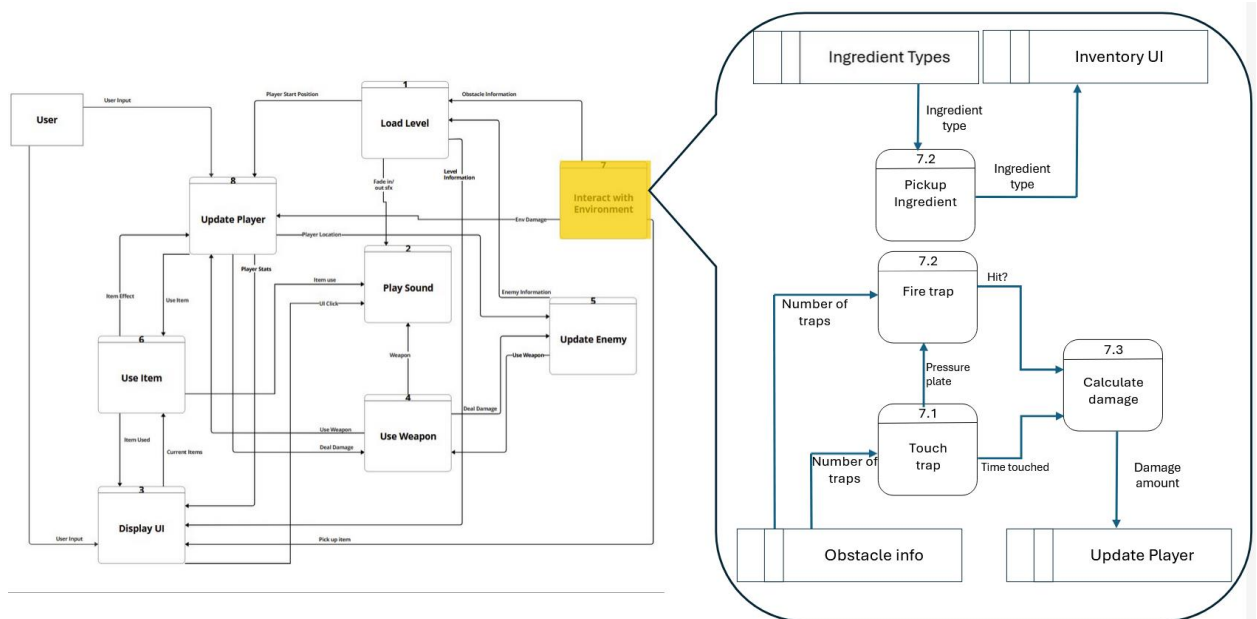 User
User Input
Player Start Position
1
Load Level
Obstacle Information
Level
Information
Fade in/
out sfx
7
Interact with
Environment
8
Update Player
Env Damage
Player Location
Player Stats
2
Play Sound
Item use
UI Click
Enemy Information
5
Update Enemy
Item Effect
Use Item
6
Use Item
Weapon
Use Weapon
4
Use Weapon
Deal Damage
Use Weapon
Deal Damage
Item Used
Current Items
3
Display UI
User Input
Pick up item
Ingredient Types
Inventory UI
Ingredient
type
7.2
Pickup
Ingredient
Ingredient
type
7.2
Fire trap
Hit?
Number of
traps
Pressure
plate
7.3
Calculate
damage
7.1
Touch
trap
Number of
traps
Time touched
Damage
amount
Obstacle info
Update Player